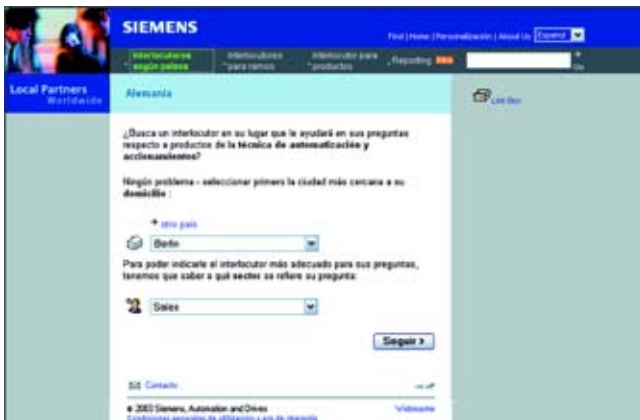 SIEMENS
Find | Home | Personalización | About Us Español
Interlocutores según países
Interlocutores para ramos
Interlocutor para productos
Reporting
Go
Local Partners
Worldwide
Alemania
Link Box
¿Busca un interlocutor en su lugar que le ayudará en sus preguntas
respecto a productos de la técnica de automatización y
accionamientos?
Ningún problema - seleccionar primero la ciudad más cercana a su
domicilio :
otro país
Berlin
Para poder indicarle el interlocutor más adecuado para sus preguntas,
tenemos que saber a qué sector se refiere su pregunta:
Sales
Seguir >
Contacto
© 2003 Siemens, Automation and Drives
Webmaster
Condiciones generales de utilización